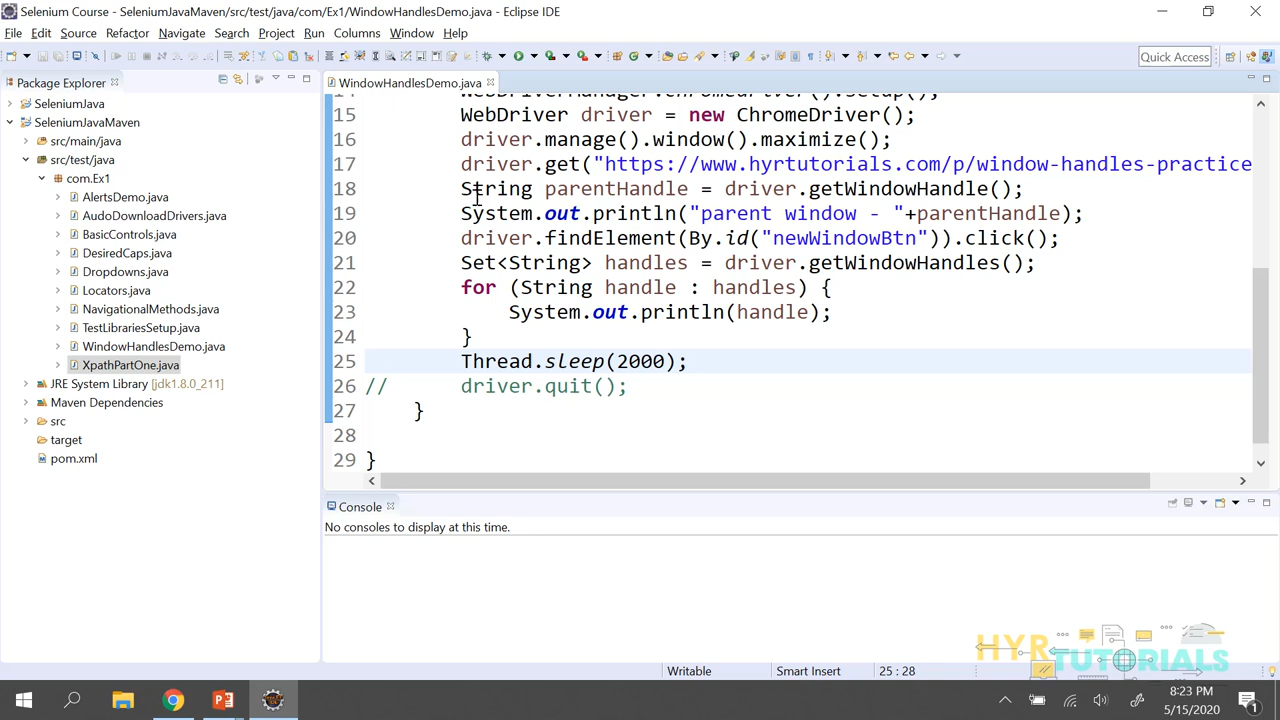 Selenium Course - SeleniumJavaMaven/src/test/java/com/Ex1/WindowHandlesDemo.java - Eclipse IDE
File Edit Source Refactor Navigate Search Project Run Columns Window Help
Quick Access
Package Explorer
SeleniumJava
SeleniumJavaMaven
src/main/java
src/test/java
com.Ex1
AlertsDemo.java
AudoDownloadDrivers.java
BasicControls.java
DesiredCaps.java
Dropdowns.java
Locators.java
NavigationalMethods.java
TestLibrariesSetup.java
WindowHandlesDemo.java
XpathPartOne.java
JRE System Library [jdk1.8.0_211]
Maven Dependencies
src
target
pom.xml
WindowHandlesDemo.java
14 WebDriverManager.chromedriver().setup();
15 WebDriver driver = new ChromeDriver();
16 driver.manage().window().maximize();
17 driver.get("https://www.hyrtutorials.com/p/window-handles-practice
18 String parentHandle = driver.getWindowHandle();
19 System.out.println("parent window - "+parentHandle);
20 driver.findElement(By.id("newWindowBtn")).click();
21 Set<String> handles = driver.getWindowHandles();
22 for (String handle : handles) {
23 System.out.println(handle);
24 }
25 Thread.sleep(2000);
26 // driver.quit();
27 }
28
29 }
Console
No consoles to display at this time.
HYR TUTORIALS
Writable Smart Insert 25 : 28
8:23 PM
5/15/2020
1